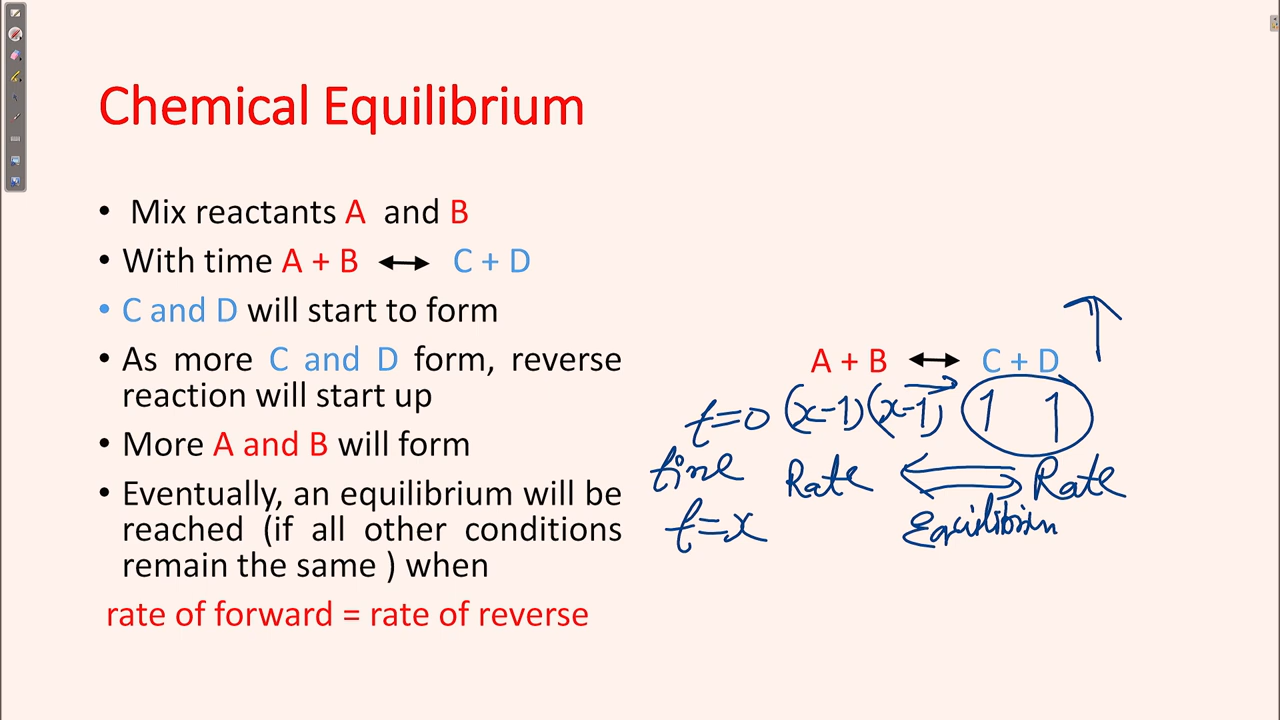 Chemical Equilibrium
• Mix reactants A and B
• With time A + B ↔ C + D
• C and D will start to form
• As more C and D form, reverse
reaction will start up
• More A and B will form
• Eventually, an equilibrium will be
reached (if all other conditions
remain the same ) when
rate of forward = rate of reverse
A + B ↔ C + D
t=0 (x-1) (x-1) 1 1
time Rate Rate
t=x Equilibrium